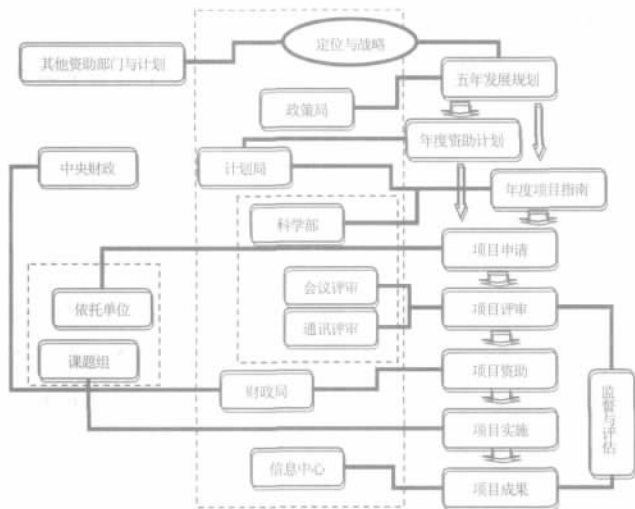 定位与战略
其他资助部门与计划
五年发展规划
政策局
年度资助计划
中央财政
计划局
年度项目指南
科学部
项目申请
会议评审
依托单位
项目评审
通讯评审
课题组
项目资助
财政局
监督与评估
项目实施
信息中心
项目成果